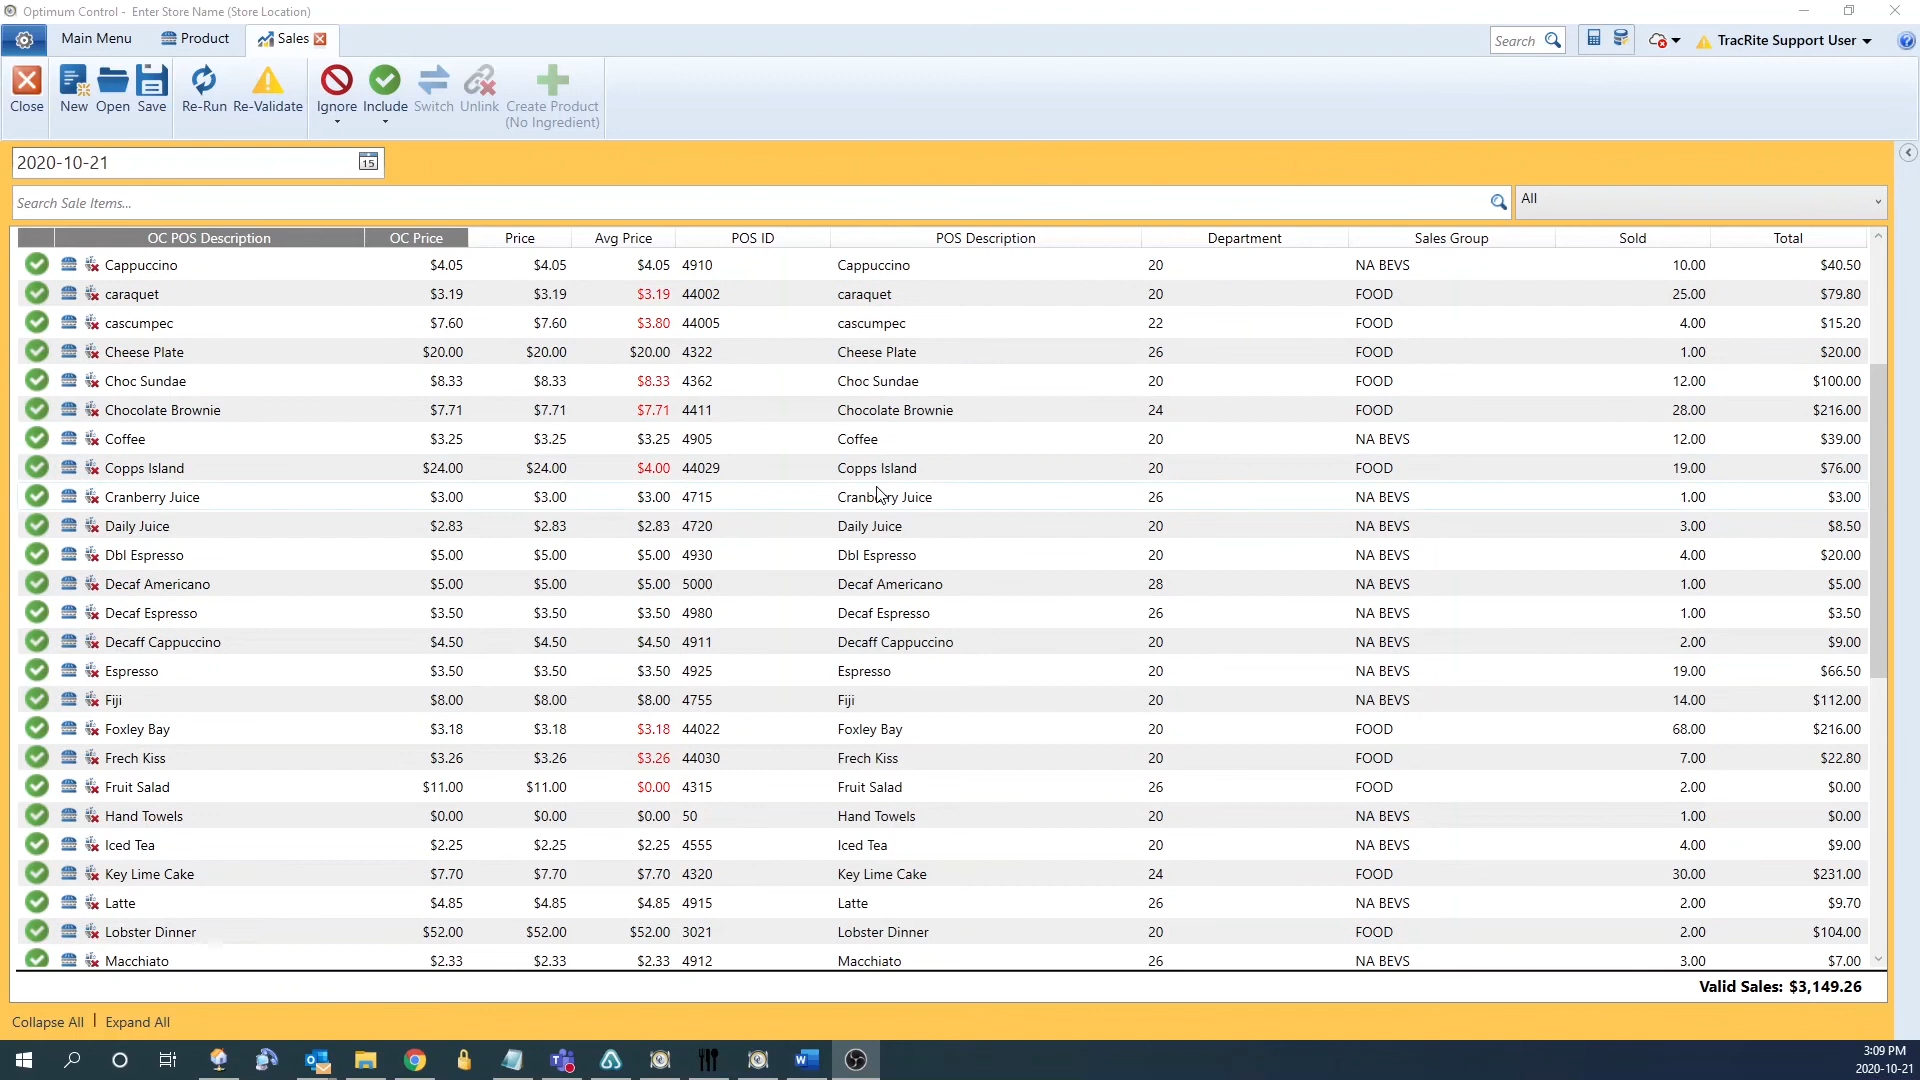 Optimum Control - Enter Store Name (Store Location)
Main Menu Product Sales Search TracRite Support User
Close New Open Save Re-Run Re-Validate Ignore Include Switch Unlink Create Product
(No Ingredient)
2020-10-21 15
Search Sale Items... All
OC POS Description OC Price Price Avg Price POS ID POS Description Department Sales Group Sold Total
Cappuccino $4.05 $4.05 $4.05 4910 Cappuccino 20 NA BEVS 10.00 $40.50
caraquet $3.19 $3.19 $3.19 44002 caraquet 20 FOOD 25.00 $79.80
cascumpec $7.60 $7.60 $3.80 44005 cascumpec 22 FOOD 4.00 $15.20
Cheese Plate $20.00 $20.00 $20.00 4322 Cheese Plate 26 FOOD 1.00 $20.00
Choc Sundae $8.33 $8.33 $8.33 4362 Choc Sundae 20 FOOD 12.00 $100.00
Chocolate Brownie $7.71 $7.71 $7.71 4411 Chocolate Brownie 24 FOOD 28.00 $216.00
Coffee $3.25 $3.25 $3.25 4905 Coffee 20 NA BEVS 12.00 $39.00
Copps Island $24.00 $24.00 $4.00 44029 Copps Island 20 FOOD 19.00 $76.00
Cranberry Juice $3.00 $3.00 $3.00 4715 Cranberry Juice 26 NA BEVS 1.00 $3.00
Daily Juice $2.83 $2.83 $2.83 4720 Daily Juice 20 NA BEVS 3.00 $8.50
Dbl Espresso $5.00 $5.00 $5.00 4930 Dbl Espresso 20 NA BEVS 4.00 $20.00
Decaf Americano $5.00 $5.00 $5.00 5000 Decaf Americano 28 NA BEVS 1.00 $5.00
Decaf Espresso $3.50 $3.50 $3.50 4980 Decaf Espresso 26 NA BEVS 1.00 $3.50
Decaff Cappuccino $4.50 $4.50 $4.50 4911 Decaff Cappuccino 20 NA BEVS 2.00 $9.00
Espresso $3.50 $3.50 $3.50 4925 Espresso 20 NA BEVS 19.00 $66.50
Fiji $8.00 $8.00 $8.00 4755 Fiji 20 NA BEVS 14.00 $112.00
Foxley Bay $3.18 $3.18 $3.18 44022 Foxley Bay 20 FOOD 68.00 $216.00
Frech Kiss $3.26 $3.26 $3.26 44030 Frech Kiss 20 FOOD 7.00 $22.80
Fruit Salad $11.00 $11.00 $0.00 4315 Fruit Salad 26 FOOD 2.00 $0.00
Hand Towels $0.00 $0.00 $0.00 50 Hand Towels 20 NA BEVS 1.00 $0.00
Iced Tea $2.25 $2.25 $2.25 4555 Iced Tea 20 NA BEVS 4.00 $9.00
Key Lime Cake $7.70 $7.70 $7.70 4320 Key Lime Cake 24 FOOD 30.00 $231.00
Latte $4.85 $4.85 $4.85 4915 Latte 26 NA BEVS 2.00 $9.70
Lobster Dinner $52.00 $52.00 $52.00 3021 Lobster Dinner 20 FOOD 2.00 $104.00
Macchiato $2.33 $2.33 $2.33 4912 Macchiato 26 NA BEVS 3.00 $7.00
Valid Sales: $3,149.26
Collapse All | Expand All
3:09 PM
2020-10-21